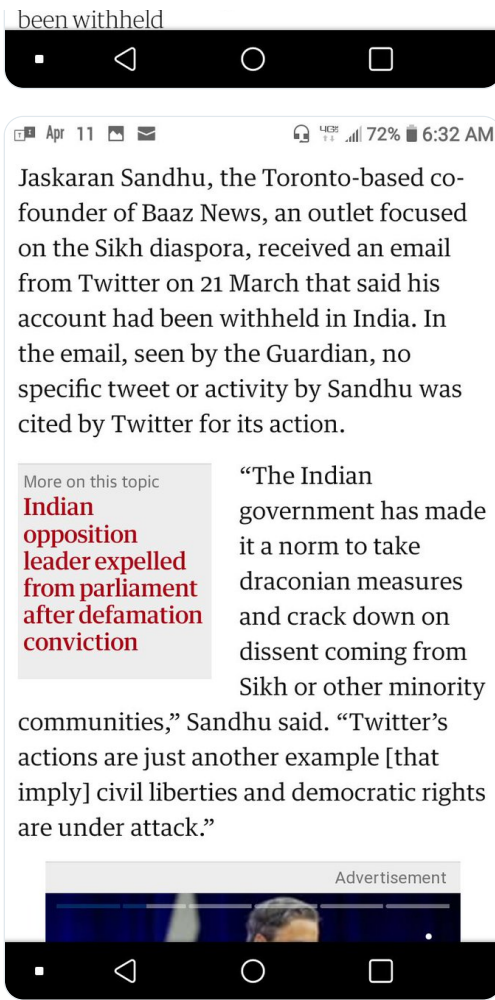 been withheld
Apr 11
72% 6:32 AM
Jaskaran Sandhu, the Toronto-based co-
founder of Baaz News, an outlet focused
on the Sikh diaspora, received an email
from Twitter on 21 March that said his
account had been withheld in India. In
the email, seen by the Guardian, no
specific tweet or activity by Sandhu was
cited by Twitter for its action.
More on this topic
Indian
opposition
leader expelled
from parliament
after defamation
conviction
“The Indian
government has made
it a norm to take
draconian measures
and crack down on
dissent coming from
Sikh or other minority
communities,” Sandhu said. “Twitter’s
actions are just another example [that
imply] civil liberties and democratic rights
are under attack.”
Advertisement